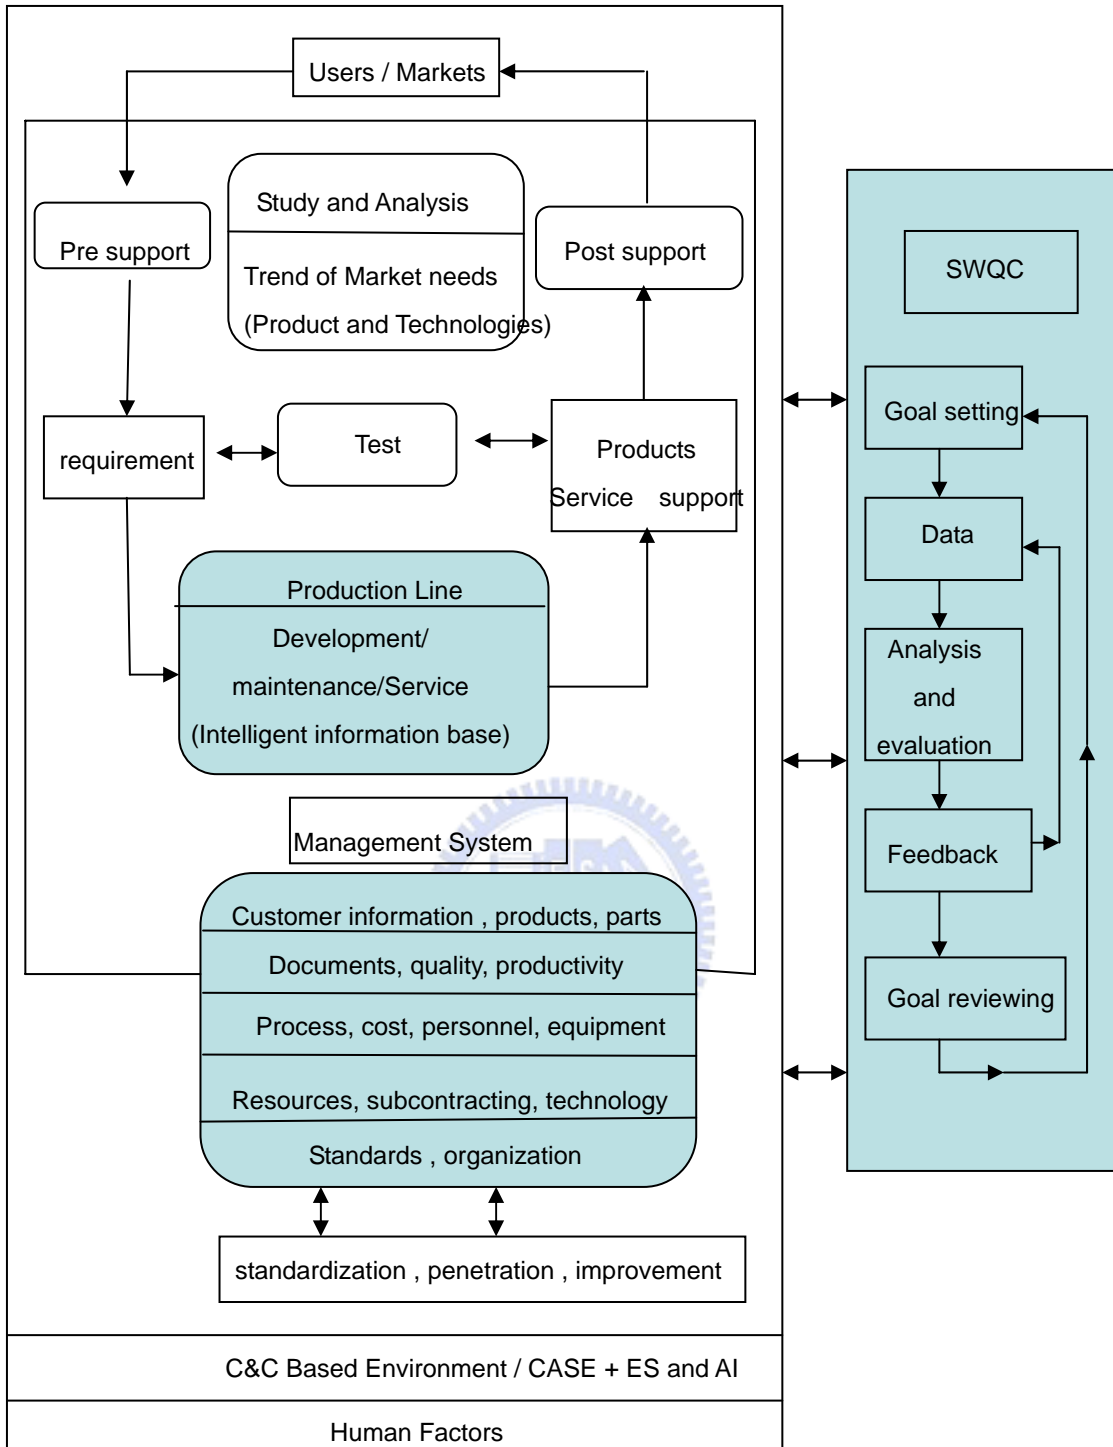 Users / Markets
Study and Analysis
Pre support
Post support
Trend of Market needs
(Product and Technologies)
requirement
Test
Products
Service support
Production Line
Development/
maintenance/Service
(Intelligent information base)
Management System
Customer information , products, parts
Documents, quality, productivity
Process, cost, personnel, equipment
Resources, subcontracting, technology
Standards , organization
standardization , penetration , improvement
C&C Based Environment / CASE + ES and AI
Human Factors
SWQC
Goal setting
Data
Analysis
and
evaluation
Feedback
Goal reviewing